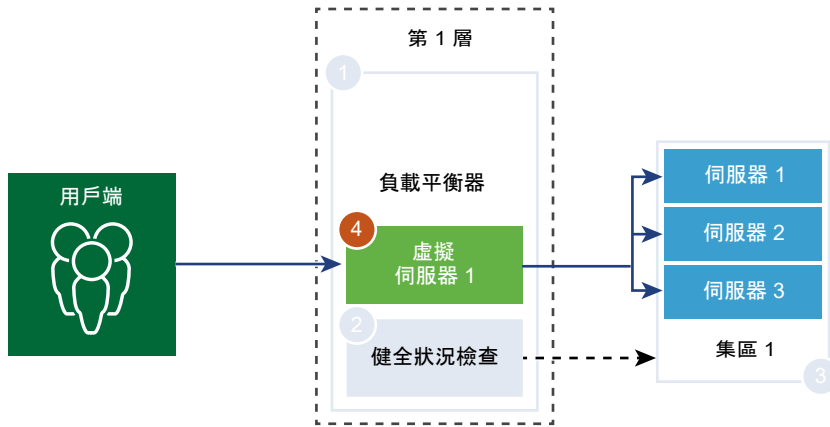 第 1 層
1
負載平衡器
用戶端
4
虛擬
伺服器 1
2
健全狀況檢查
伺服器 1
伺服器 2
伺服器 3
集區 1
3